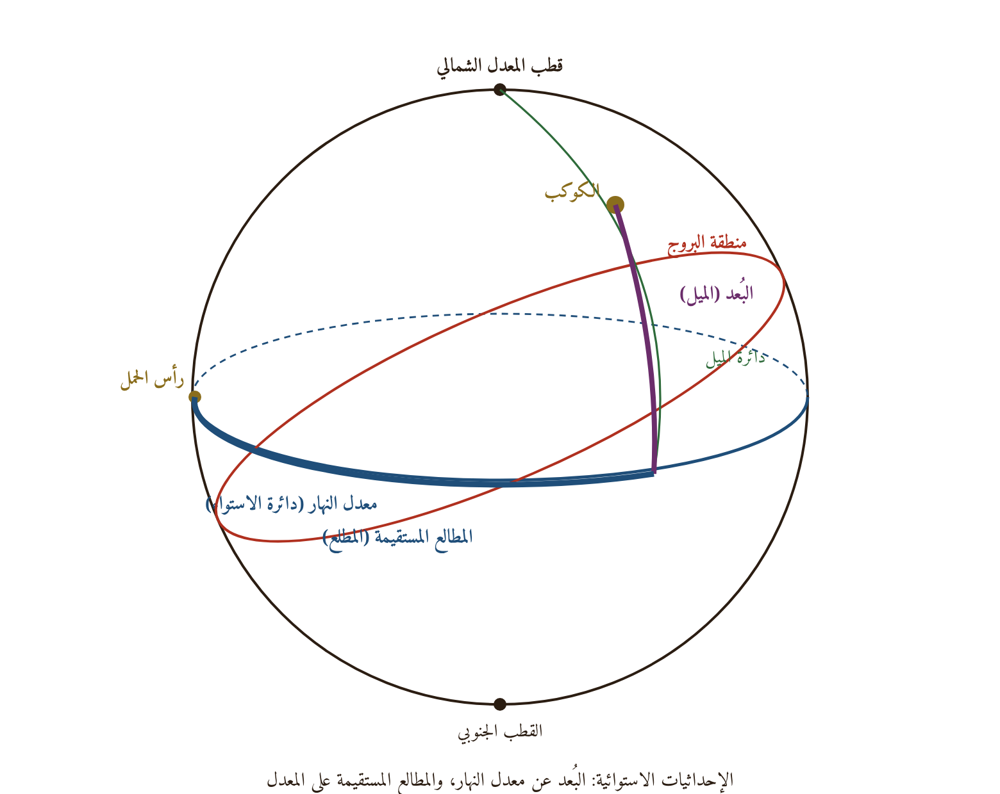 قطب المعدل الشمالي
الكوكب
منطقة البروج
البُعد (الميل)
دائرة الميل
رأس الحمل
معدل النهار (دائرة الاستواء)
المطالع المستقيمة (المطلع)
القطب الجنوبي
الإحداثيات الاستوائية: البُعد عن معدل النهار، والمطالع المستقيمة على المعدل